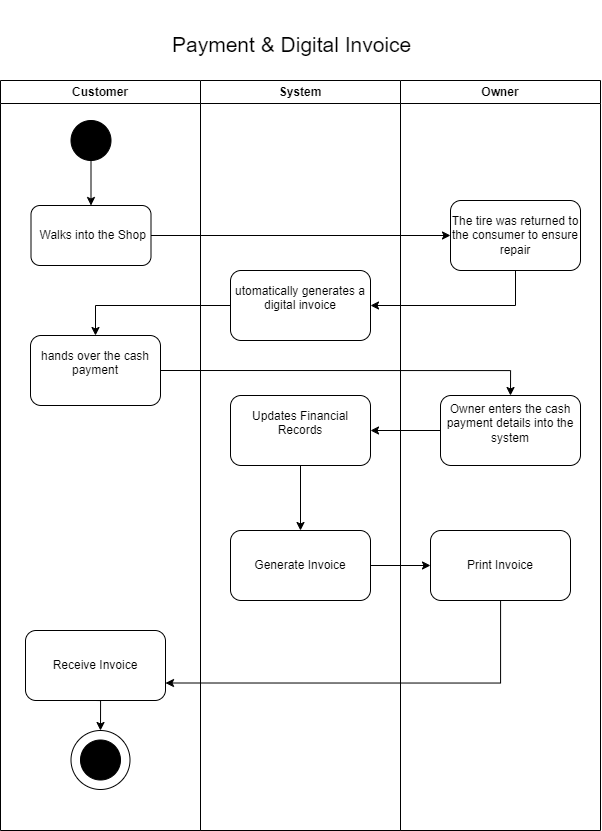 Payment & Digital Invoice
Customer
System
Owner
Walks into the Shop
The tire was returned to
the consumer to ensure
repair
utomatically generates a
digital invoice
hands over the cash
payment
Updates Financial
Records
Owner enters the cash
payment details into the
system
Generate Invoice
Print Invoice
Receive Invoice